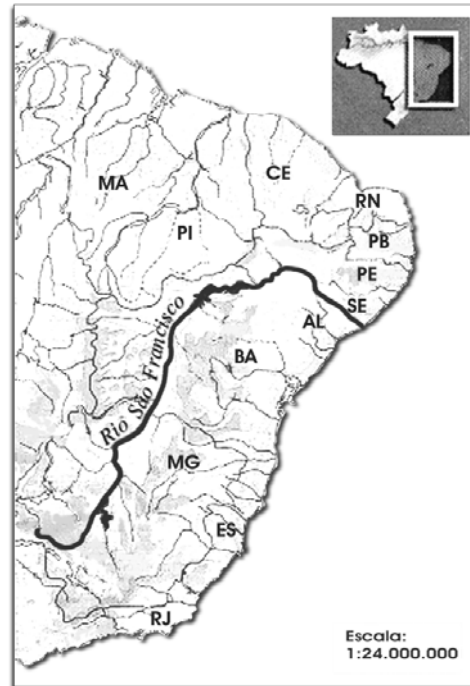 CE
MA
RN
PI
PB
PE
SE
AL
Rio São Francisco
BA
MG
ES
RJ
Escala:
1:24.000.000